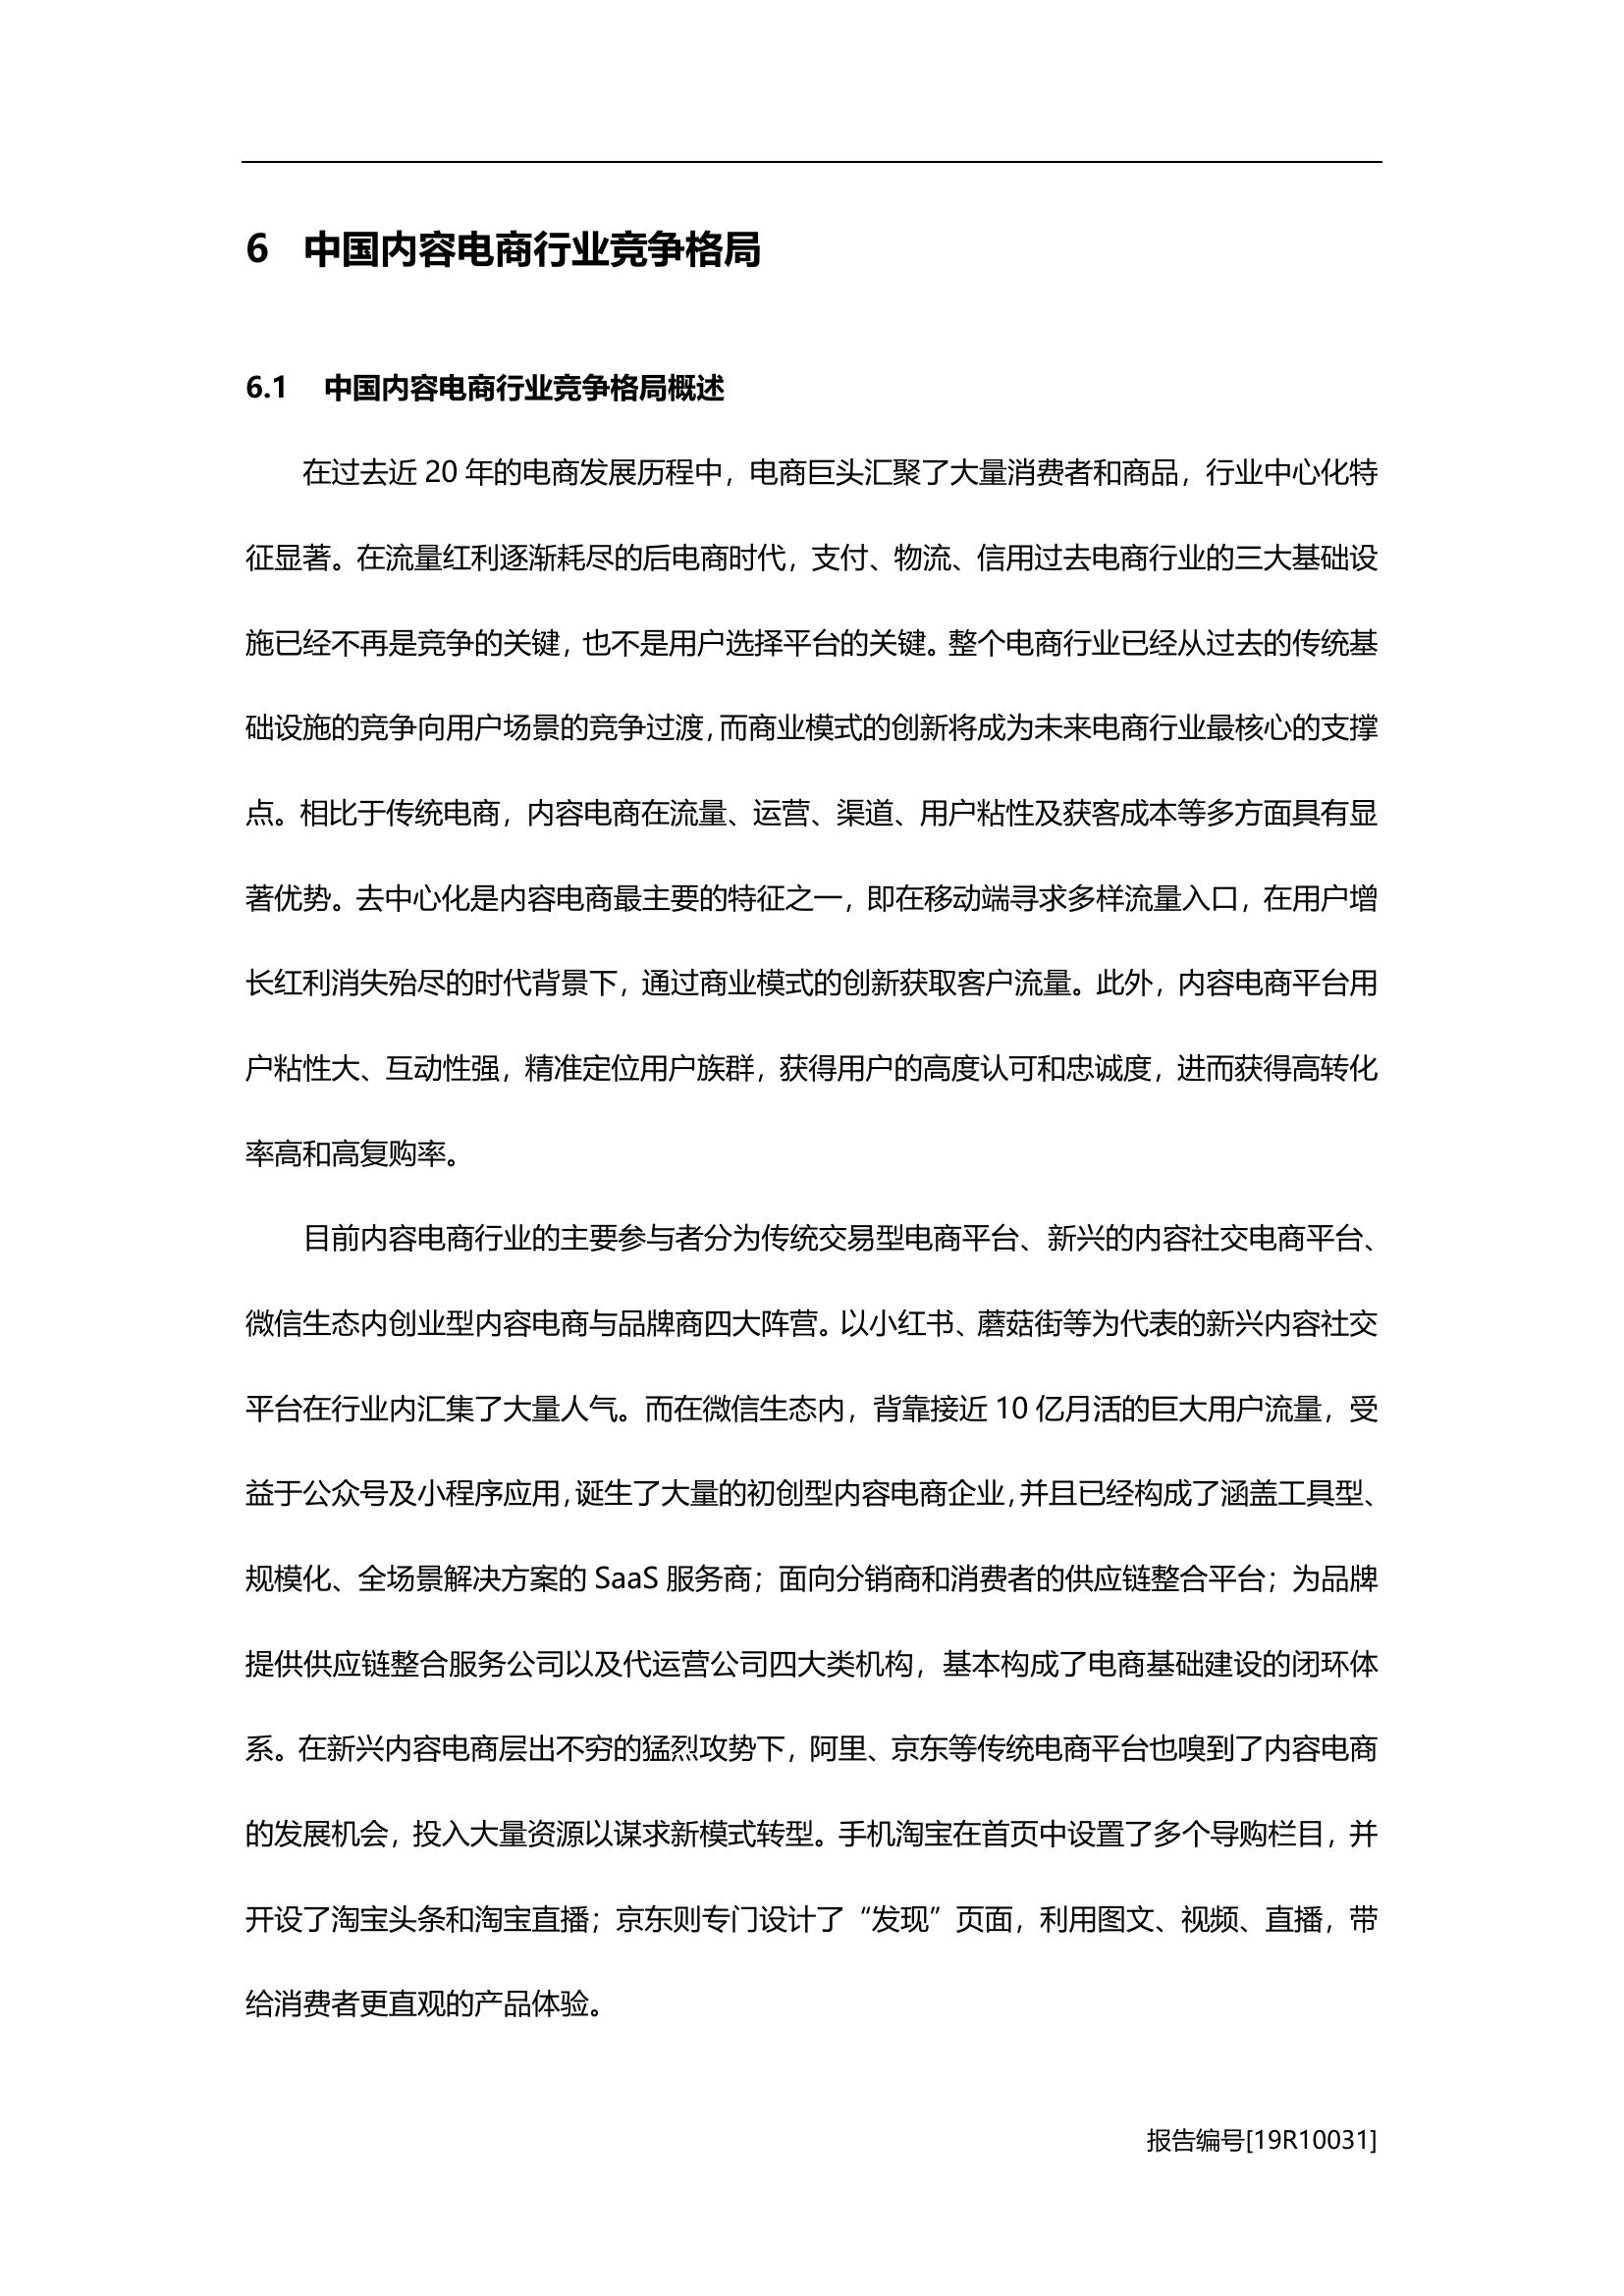 6 中国内容电商行业竞争格局
6.1 中国内容电商行业竞争格局概述
在过去近 20 年的电商发展历程中，电商巨头汇聚了大量消费者和商品，行业中心化特
征显著。在流量红利逐渐耗尽的后电商时代，支付、物流、信用过去电商行业的三大基础设
施已经不再是竞争的关键，也不是用户选择平台的关键。整个电商行业已经从过去的传统基
础设施的竞争向用户场景的竞争过渡，而商业模式的创新将成为未来电商行业最核心的支撑
点。相比于传统电商，内容电商在流量、运营、渠道、用户粘性及获客成本等多方面具有显
著优势。去中心化是内容电商最主要的特征之一，即在移动端寻求多样流量入口，在用户增
长红利消失殆尽的时代背景下，通过商业模式的创新获取客户流量。此外，内容电商平台用
户粘性大、互动性强，精准定位用户族群，获得用户的高度认可和忠诚度，进而获得高转化
率高和高复购率。
目前内容电商行业的主要参与者分为传统交易型电商平台、新兴的内容社交电商平台、
微信生态内创业型内容电商与品牌商四大阵营。以小红书、蘑菇街等为代表的新兴内容社交
平台在行业内汇集了大量人气。而在微信生态内，背靠接近 10 亿月活的巨大用户流量，受
益于公众号及小程序应用，诞生了大量的初创型内容电商企业，并且已经构成了涵盖工具型、
规模化、全场景解决方案的 SaaS 服务商；面向分销商和消费者的供应链整合平台；为品牌
提供供应链整合服务公司以及代运营公司四大类机构，基本构成了电商基础建设的闭环体
系。在新兴内容电商层出不穷的猛烈攻势下，阿里、京东等传统电商平台也嗅到了内容电商
的发展机会，投入大量资源以谋求新模式转型。手机淘宝在首页中设置了多个导购栏目，并
开设了淘宝头条和淘宝直播；京东则专门设计了“发现”页面，利用图文、视频、直播，带
给消费者更直观的产品体验。
报告编号[19R10031]